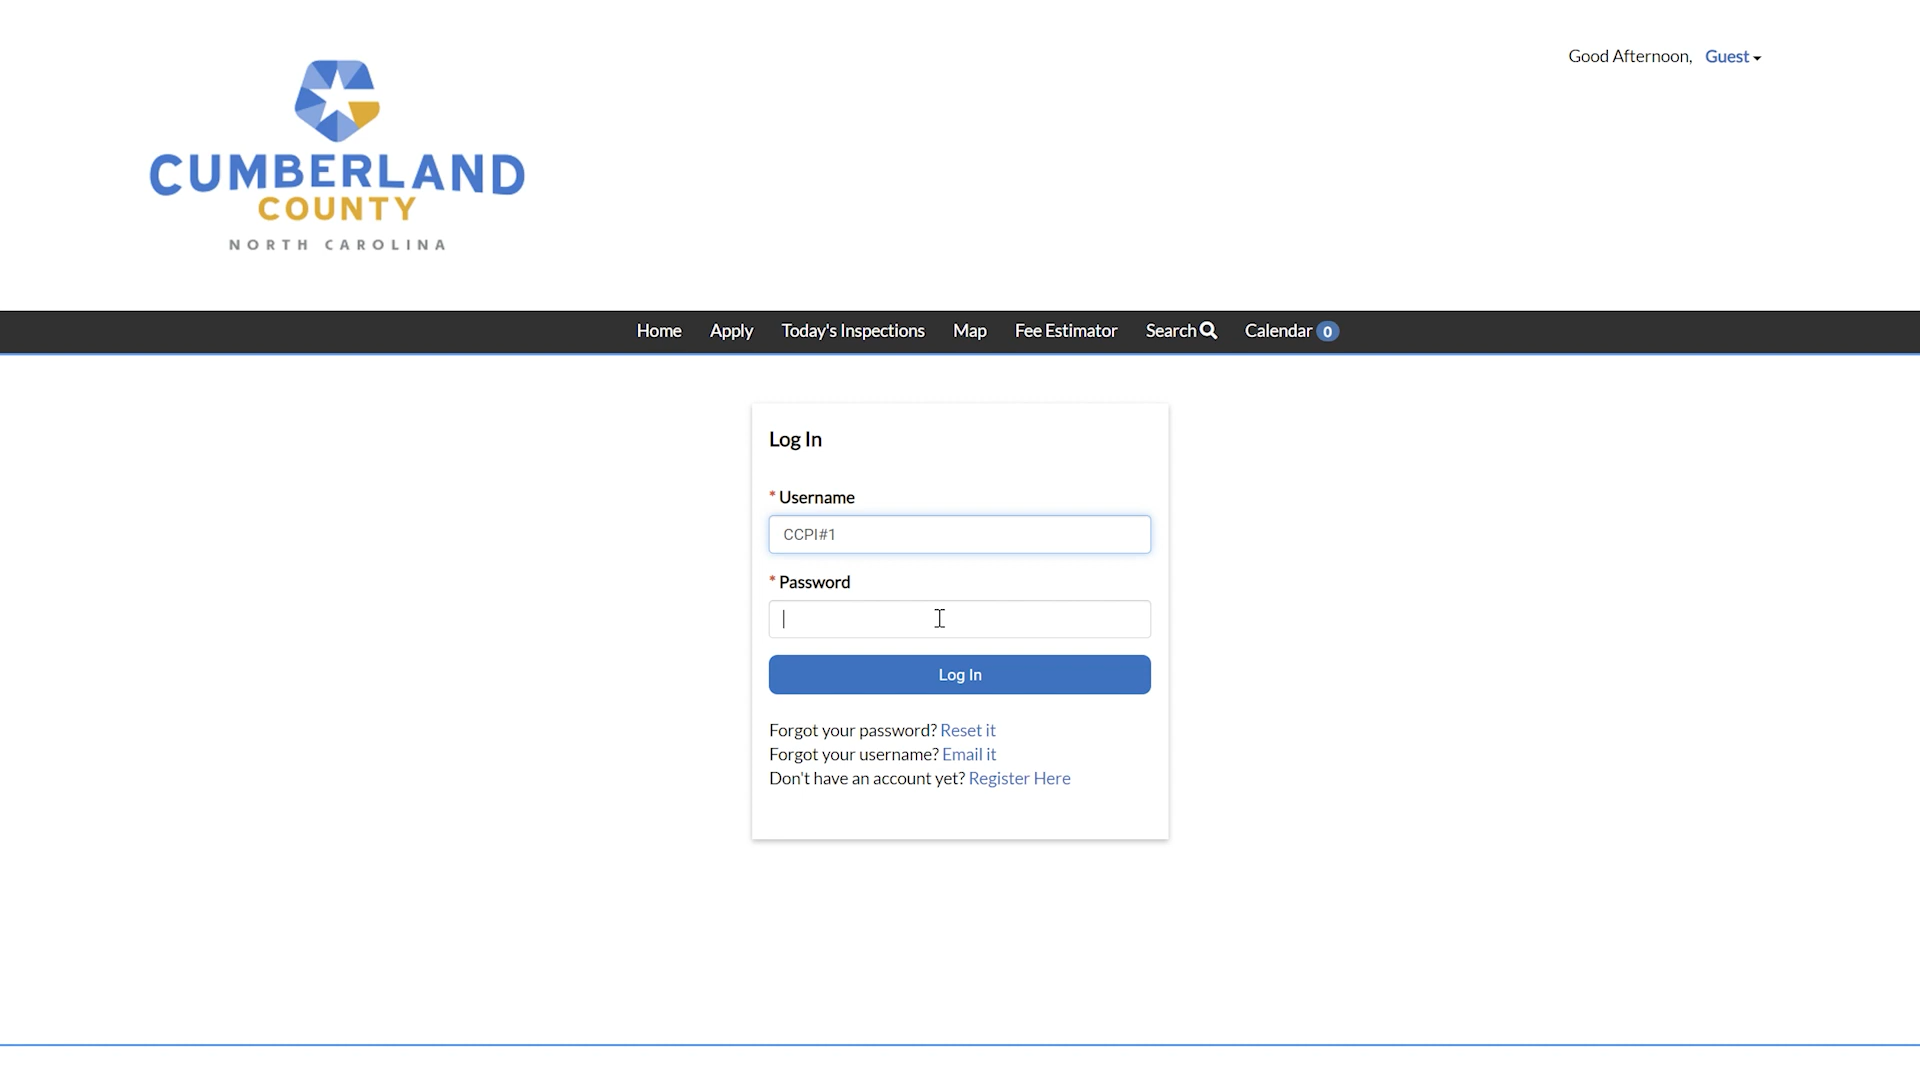 Good Afternoon, Guest
CUMBERLAND
COUNTY
NORTH CAROLINA
Home Apply Today's Inspections Map Fee Estimator Search Calendar 0
Log In
* Username
CCPI#1
* Password
Log In
Forgot your password? Reset it
Forgot your username? Email it
Don't have an account yet? Register Here